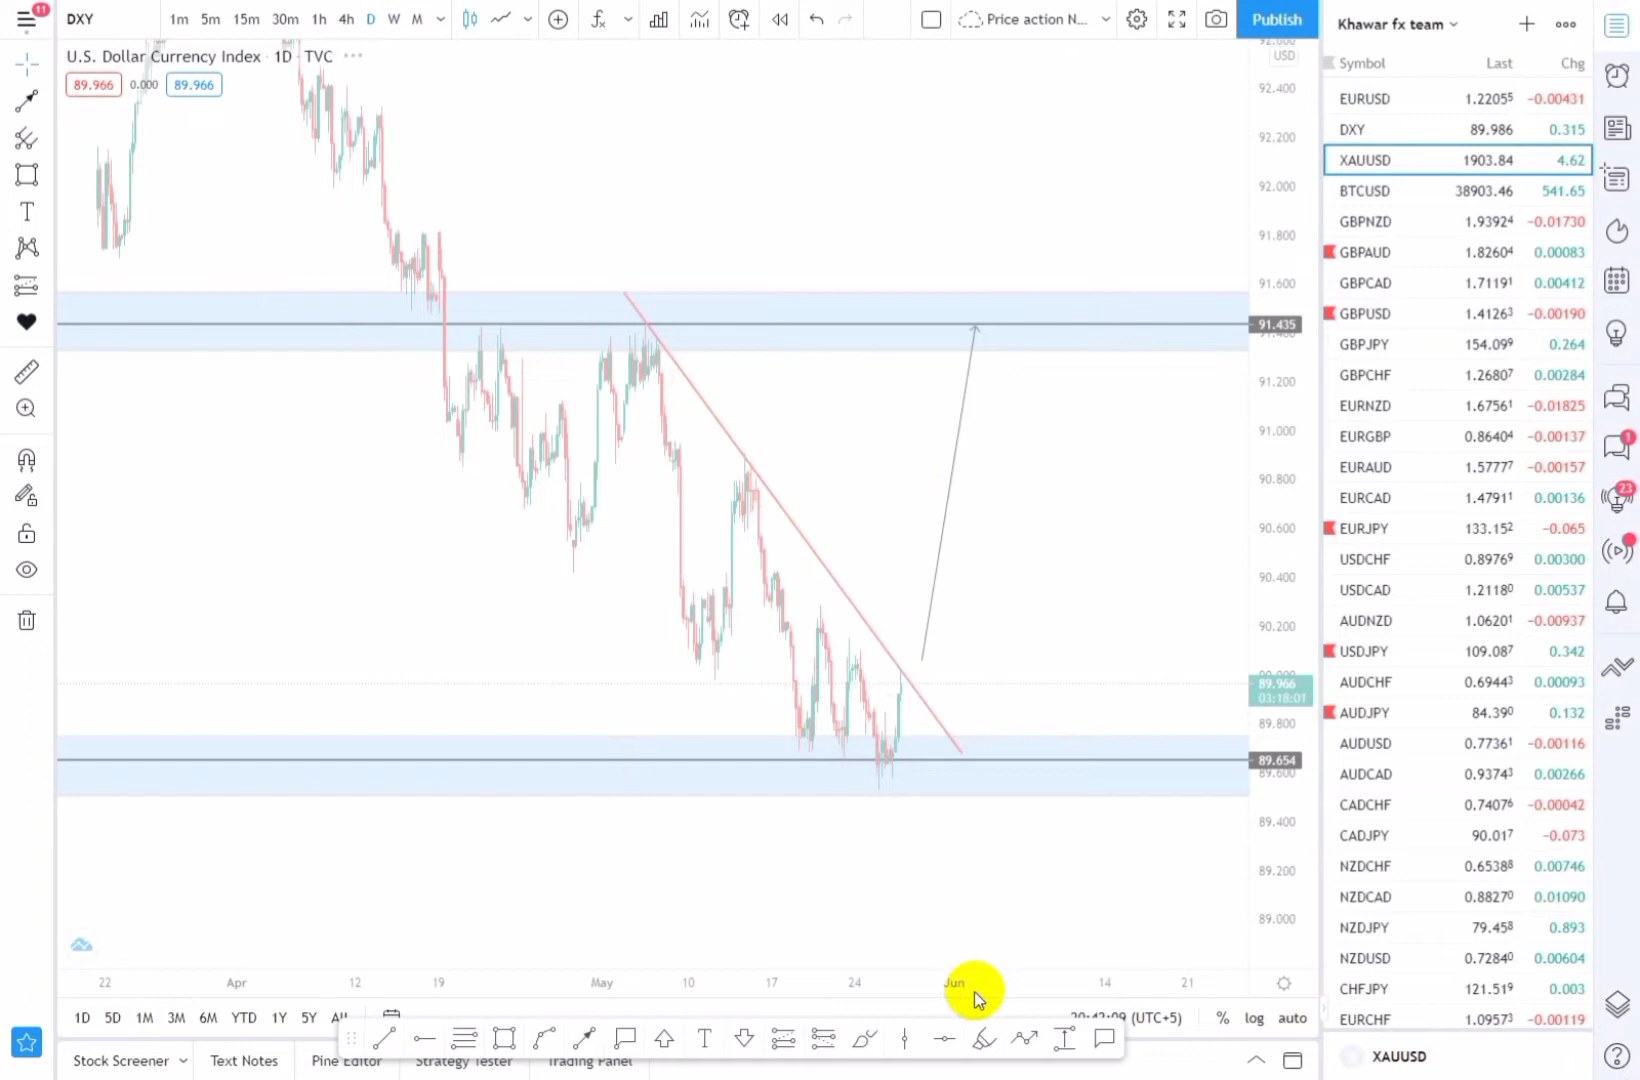 11
DXY
1m 5m 15m 30m 1h 4h D W M
Price action N...
Publish
U.S. Dollar Currency Index · 1D · TVC
89.966 0.000 89.966
USD
92.400
92.200
92.000
91.800
91.600
91.435
91.200
91.000
90.800
90.600
90.400
90.200
89.966
03:18:01
89.800
89.654
89.600
89.400
89.200
89.000
22 Apr 12 19 May 10 17 24 Jun 14 21
1D 5D 1M 3M 6M YTD 1Y 5Y
(UTC+5) % log auto
Stock Screener Text Notes Pine Editor Strategy Tester Trading Panel
Khawar fx team
Symbol Last Chg
EURUSD 1.22055 −0.00431
DXY 89.986 0.315
XAUUSD 1903.84 4.62
BTCUSD 38903.46 541.65
GBPNZD 1.93924 −0.01730
GBPAUD 1.82604 0.00083
GBPCAD 1.71191 0.00412
GBPUSD 1.41263 −0.00190
GBPJPY 154.099 0.264
GBPCHF 1.26807 0.00284
EURNZD 1.67561 −0.01825
EURGBP 0.86404 −0.00137
EURAUD 1.57777 −0.00157
EURCAD 1.47911 0.00136
EURJPY 133.152 −0.065
USDCHF 0.89769 0.00300
USDCAD 1.21180 0.00537
AUDNZD 1.06201 −0.00937
USDJPY 109.087 0.342
AUDCHF 0.69443 0.00093
AUDJPY 84.390 0.132
AUDUSD 0.77361 −0.00116
AUDCAD 0.93743 0.00266
CADCHF 0.74076 −0.00042
CADJPY 90.017 −0.073
NZDCHF 0.65388 0.00746
NZDCAD 0.88270 0.01090
NZDJPY 79.458 0.893
NZDUSD 0.72840 0.00604
CHFJPY 121.519 0.003
EURCHF 1.09573 −0.00119
XAUUSD
1
23